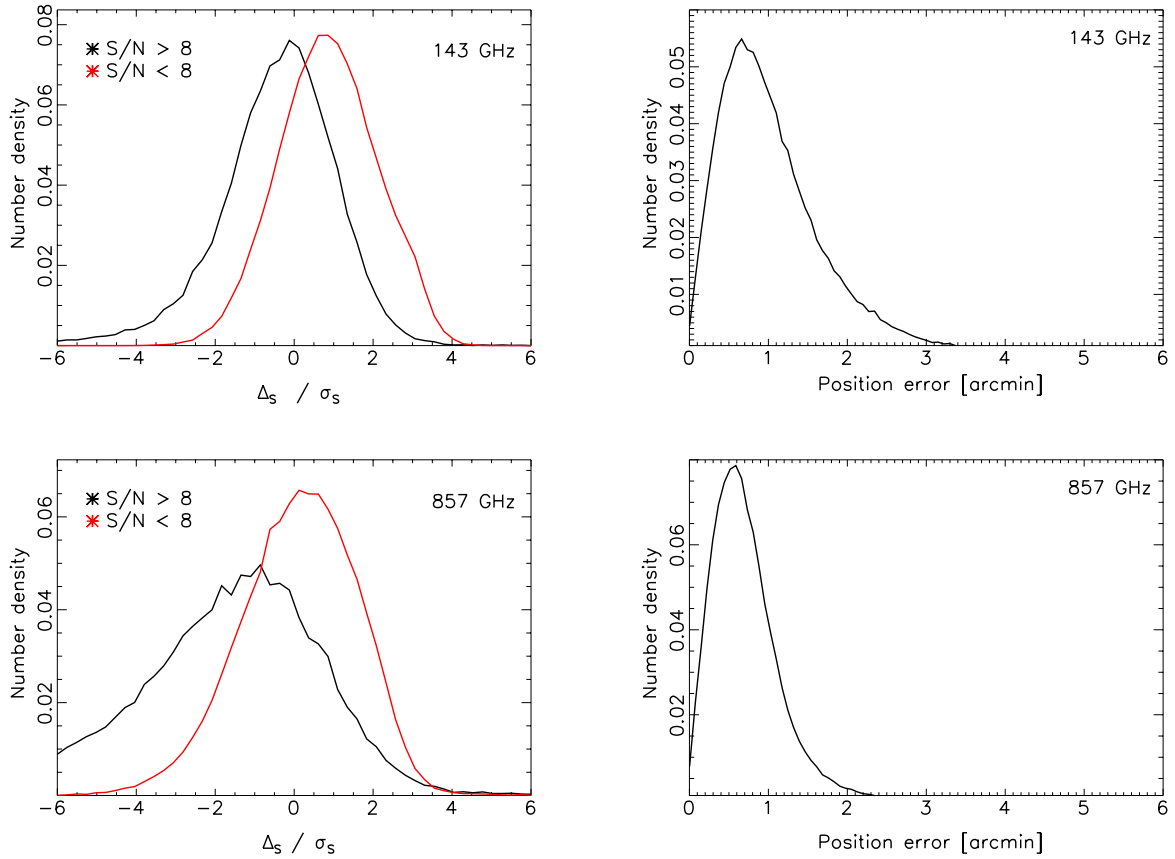 Number density
0.08
0.06
0.04
0.02
S/N > 8
S/N < 8
143 GHz
−6 −4 −2 0 2 4 6
Δs / σs
Number density
0.05
0.04
0.03
0.02
0.01
143 GHz
0 1 2 3 4 5 6
Position error [arcmin]
Number density
0.06
0.04
0.02
S/N > 8
S/N < 8
857 GHz
−6 −4 −2 0 2 4 6
Δs / σs
Number density
0.06
0.04
0.02
857 GHz
0 1 2 3 4 5 6
Position error [arcmin]